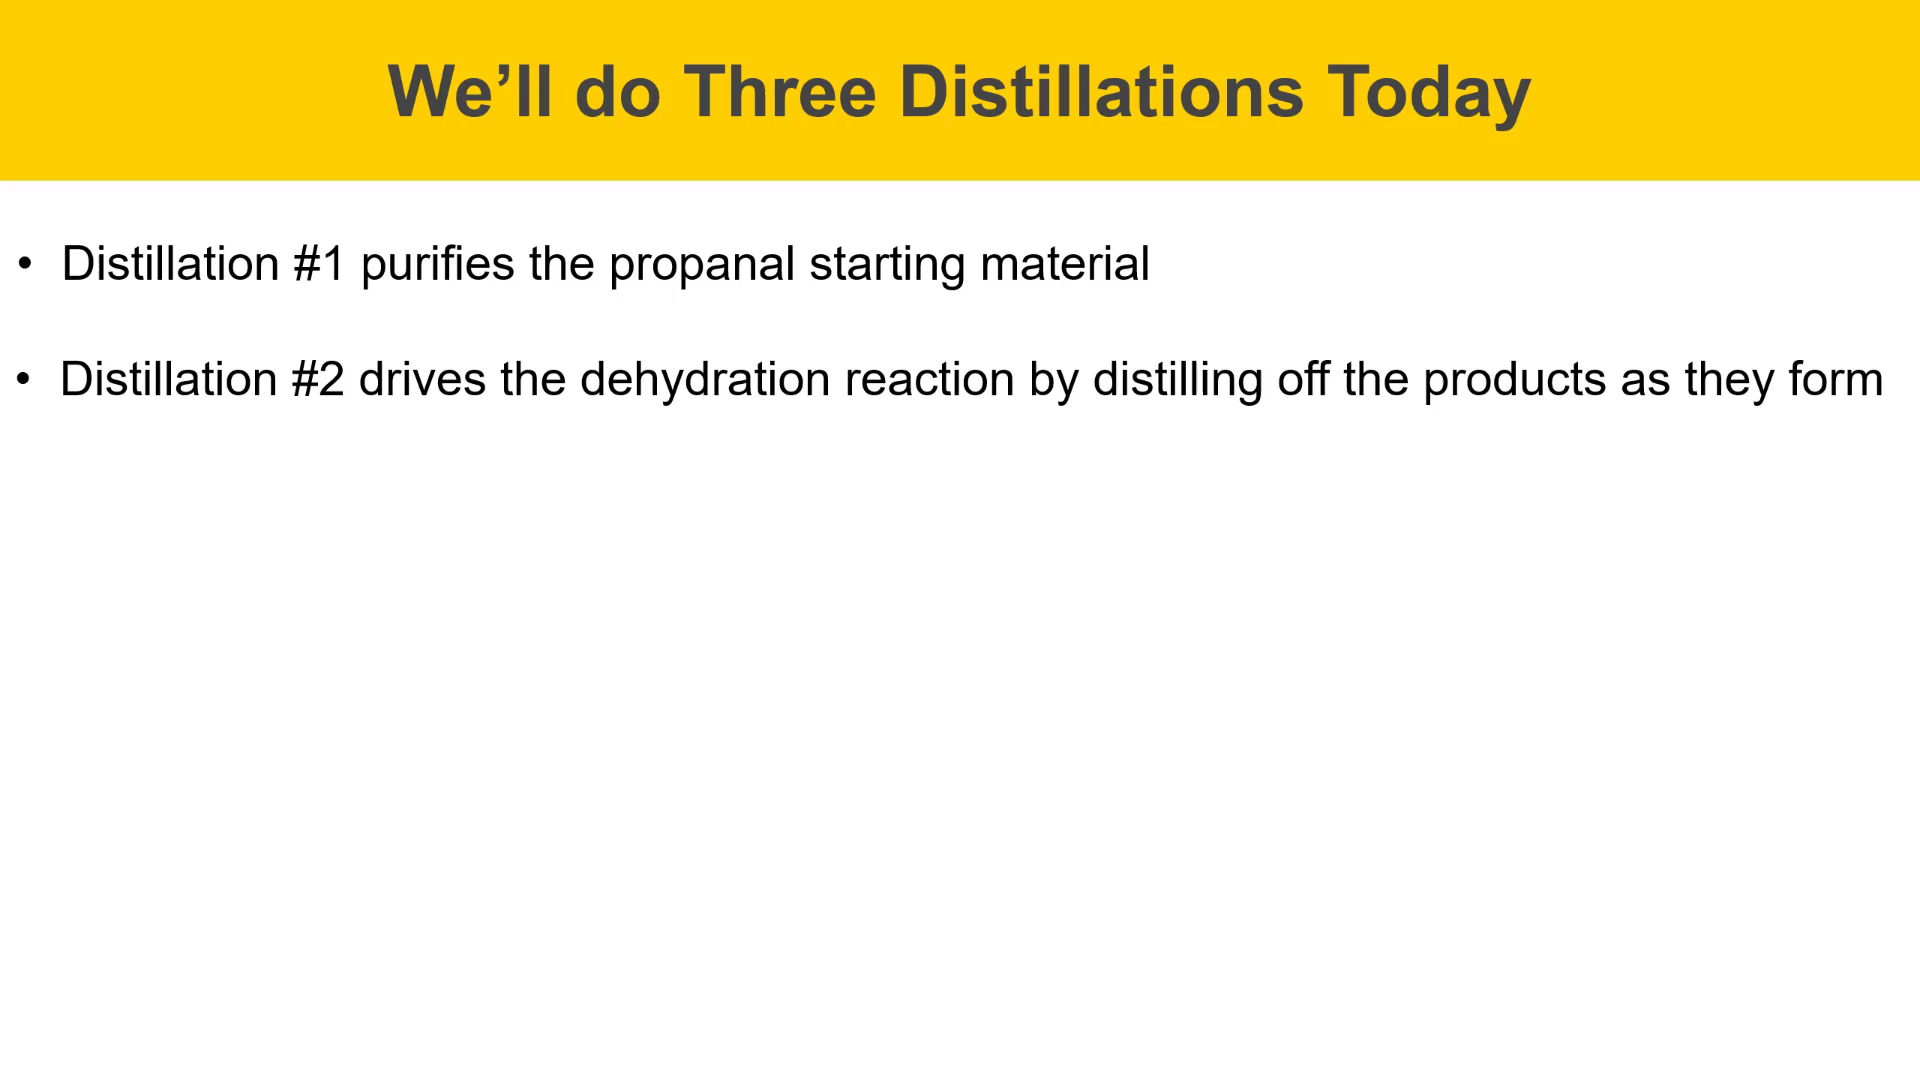 We’ll do Three Distillations Today
• Distillation #1 purifies the propanal starting material
• Distillation #2 drives the dehydration reaction by distilling off the products as they form